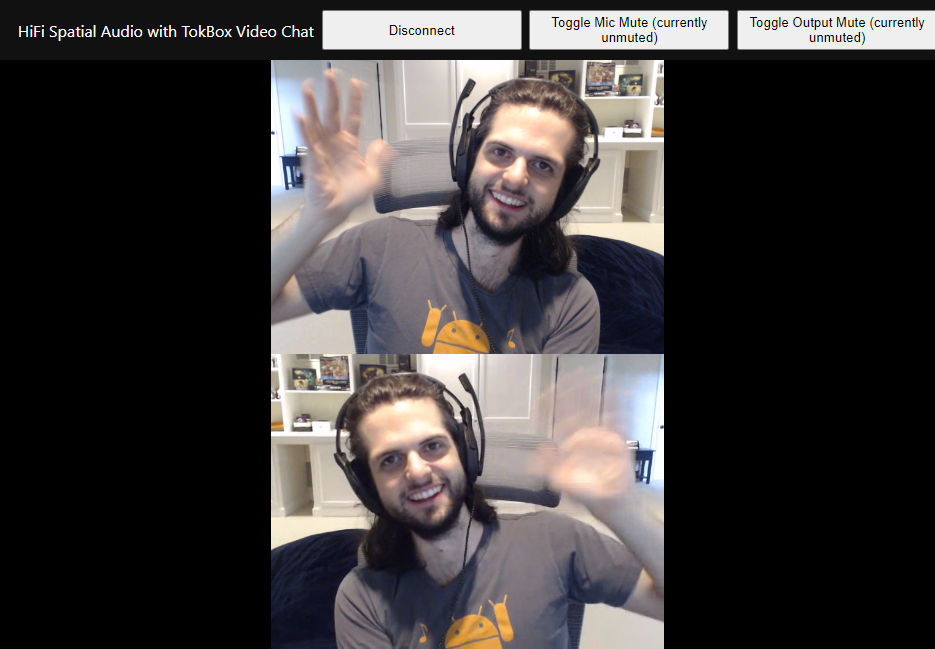 HiFi Spatial Audio with TokBox Video Chat
Disconnect
Toggle Mic Mute (currently
unmuted)
Toggle Output Mute (currently
unmuted)